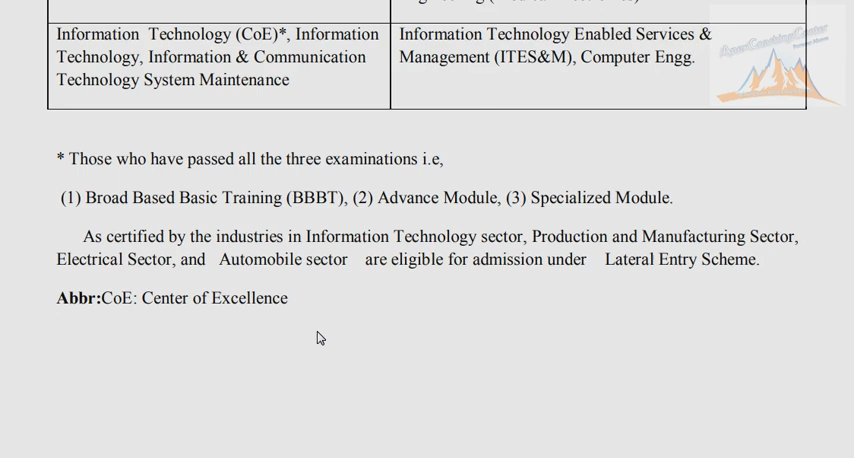 Information Technology (CoE)*, Information
Technology, Information & Communication
Technology System Maintenance
Information Technology Enabled Services &
Management (ITES&M), Computer Engg.
* Those who have passed all the three examinations i.e,
(1) Broad Based Basic Training (BBBT), (2) Advance Module, (3) Specialized Module.
As certified by the industries in Information Technology sector, Production and Manufacturing Sector,
Electrical Sector, and Automobile sector are eligible for admission under Lateral Entry Scheme.
Abbr:CoE: Center of Excellence